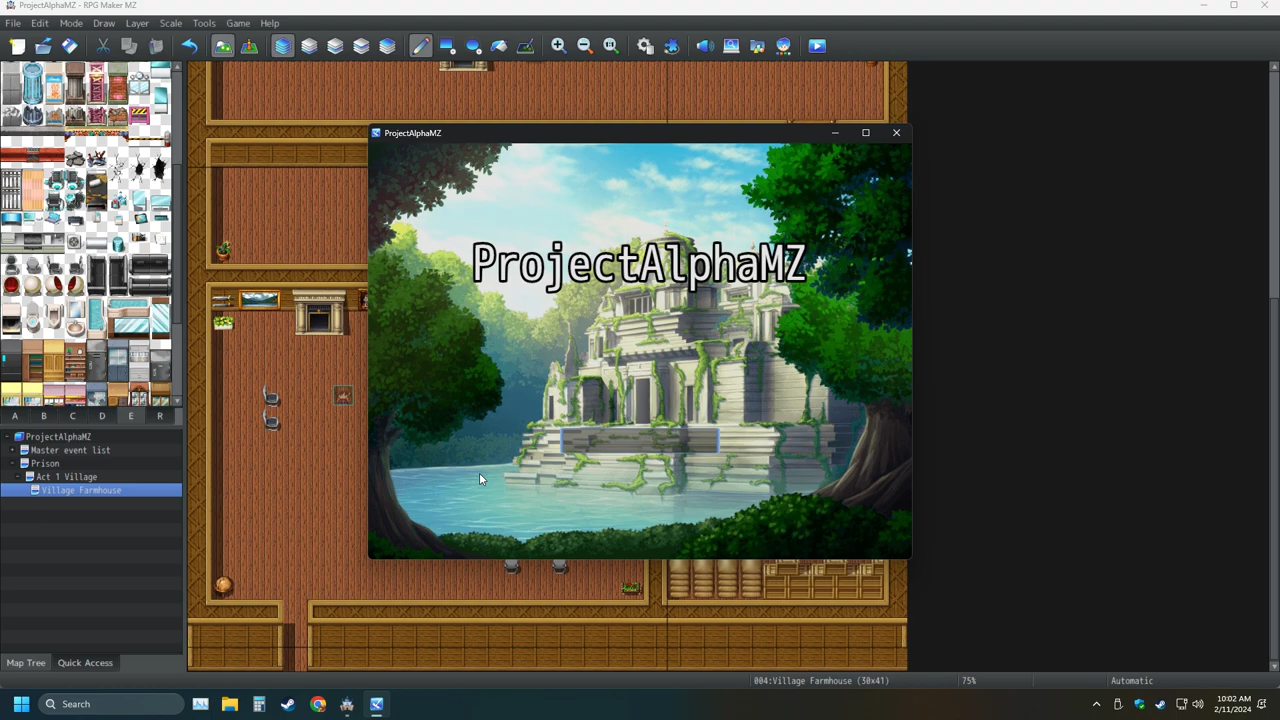 ProjectAlphaMZ - RPG Maker MZ
File Edit Mode Draw Layer Scale Tools Game Help
ProjectAlphaMZ
ProjectAlphaMZ
A B C D E R
ProjectAlphaMZ
Master event list
Prison
Act 1 Village
Village Farmhouse
Map Tree Quick Access
004:Village Farmhouse (30x41) 75% Automatic
Search
10:02 AM
2/11/2024